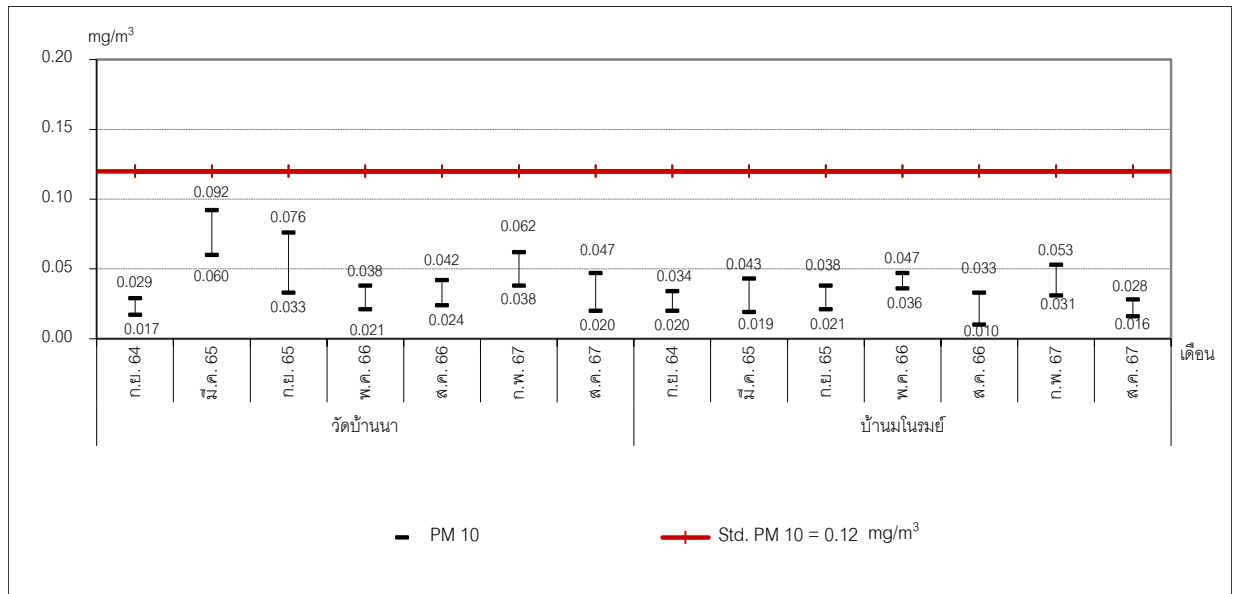 mg/m³
0.20
0.15
0.10
0.05
0.00
0.029
0.017
0.092
0.060
0.076
0.033
0.038
0.021
0.042
0.024
0.062
0.038
0.047
0.020
0.034
0.020
0.043
0.019
0.038
0.021
0.047
0.036
0.033
0.010
0.053
0.031
0.028
0.016
ก.ย. 64
มี.ค. 65
ก.ย. 65
พ.ค. 66
ส.ค. 66
ก.พ. 67
ส.ค. 67
ก.ย. 64
มี.ค. 65
ก.ย. 65
พ.ค. 66
ส.ค. 66
ก.พ. 67
ส.ค. 67
เดือน
วัดบ้านนา
บ้านมโนรมย์
PM 10
Std. PM 10 = 0.12 mg/m³